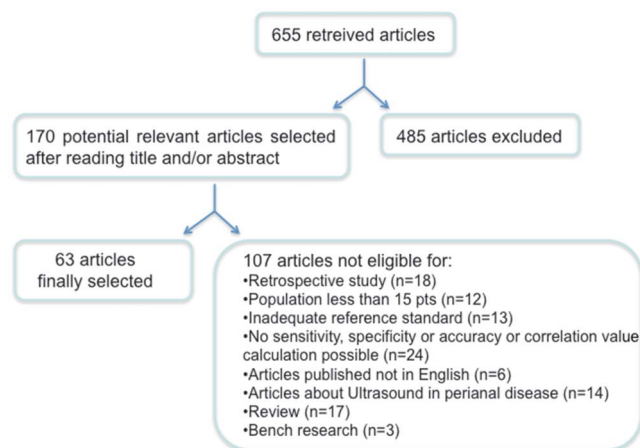 655 retreived articles
170 potential relevant articles selected
after reading title and/or abstract
485 articles excluded
63 articles
finally selected
107 articles not eligible for:
•Retrospective study (n=18)
•Population less than 15 pts (n=12)
•Inadequate reference standard (n=13)
•No sensitivity, specificity or accuracy or correlation value
calculation possible (n=24)
•Articles published not in English (n=6)
•Articles about Ultrasound in perianal disease (n=14)
•Review (n=17)
•Bench research (n=3)